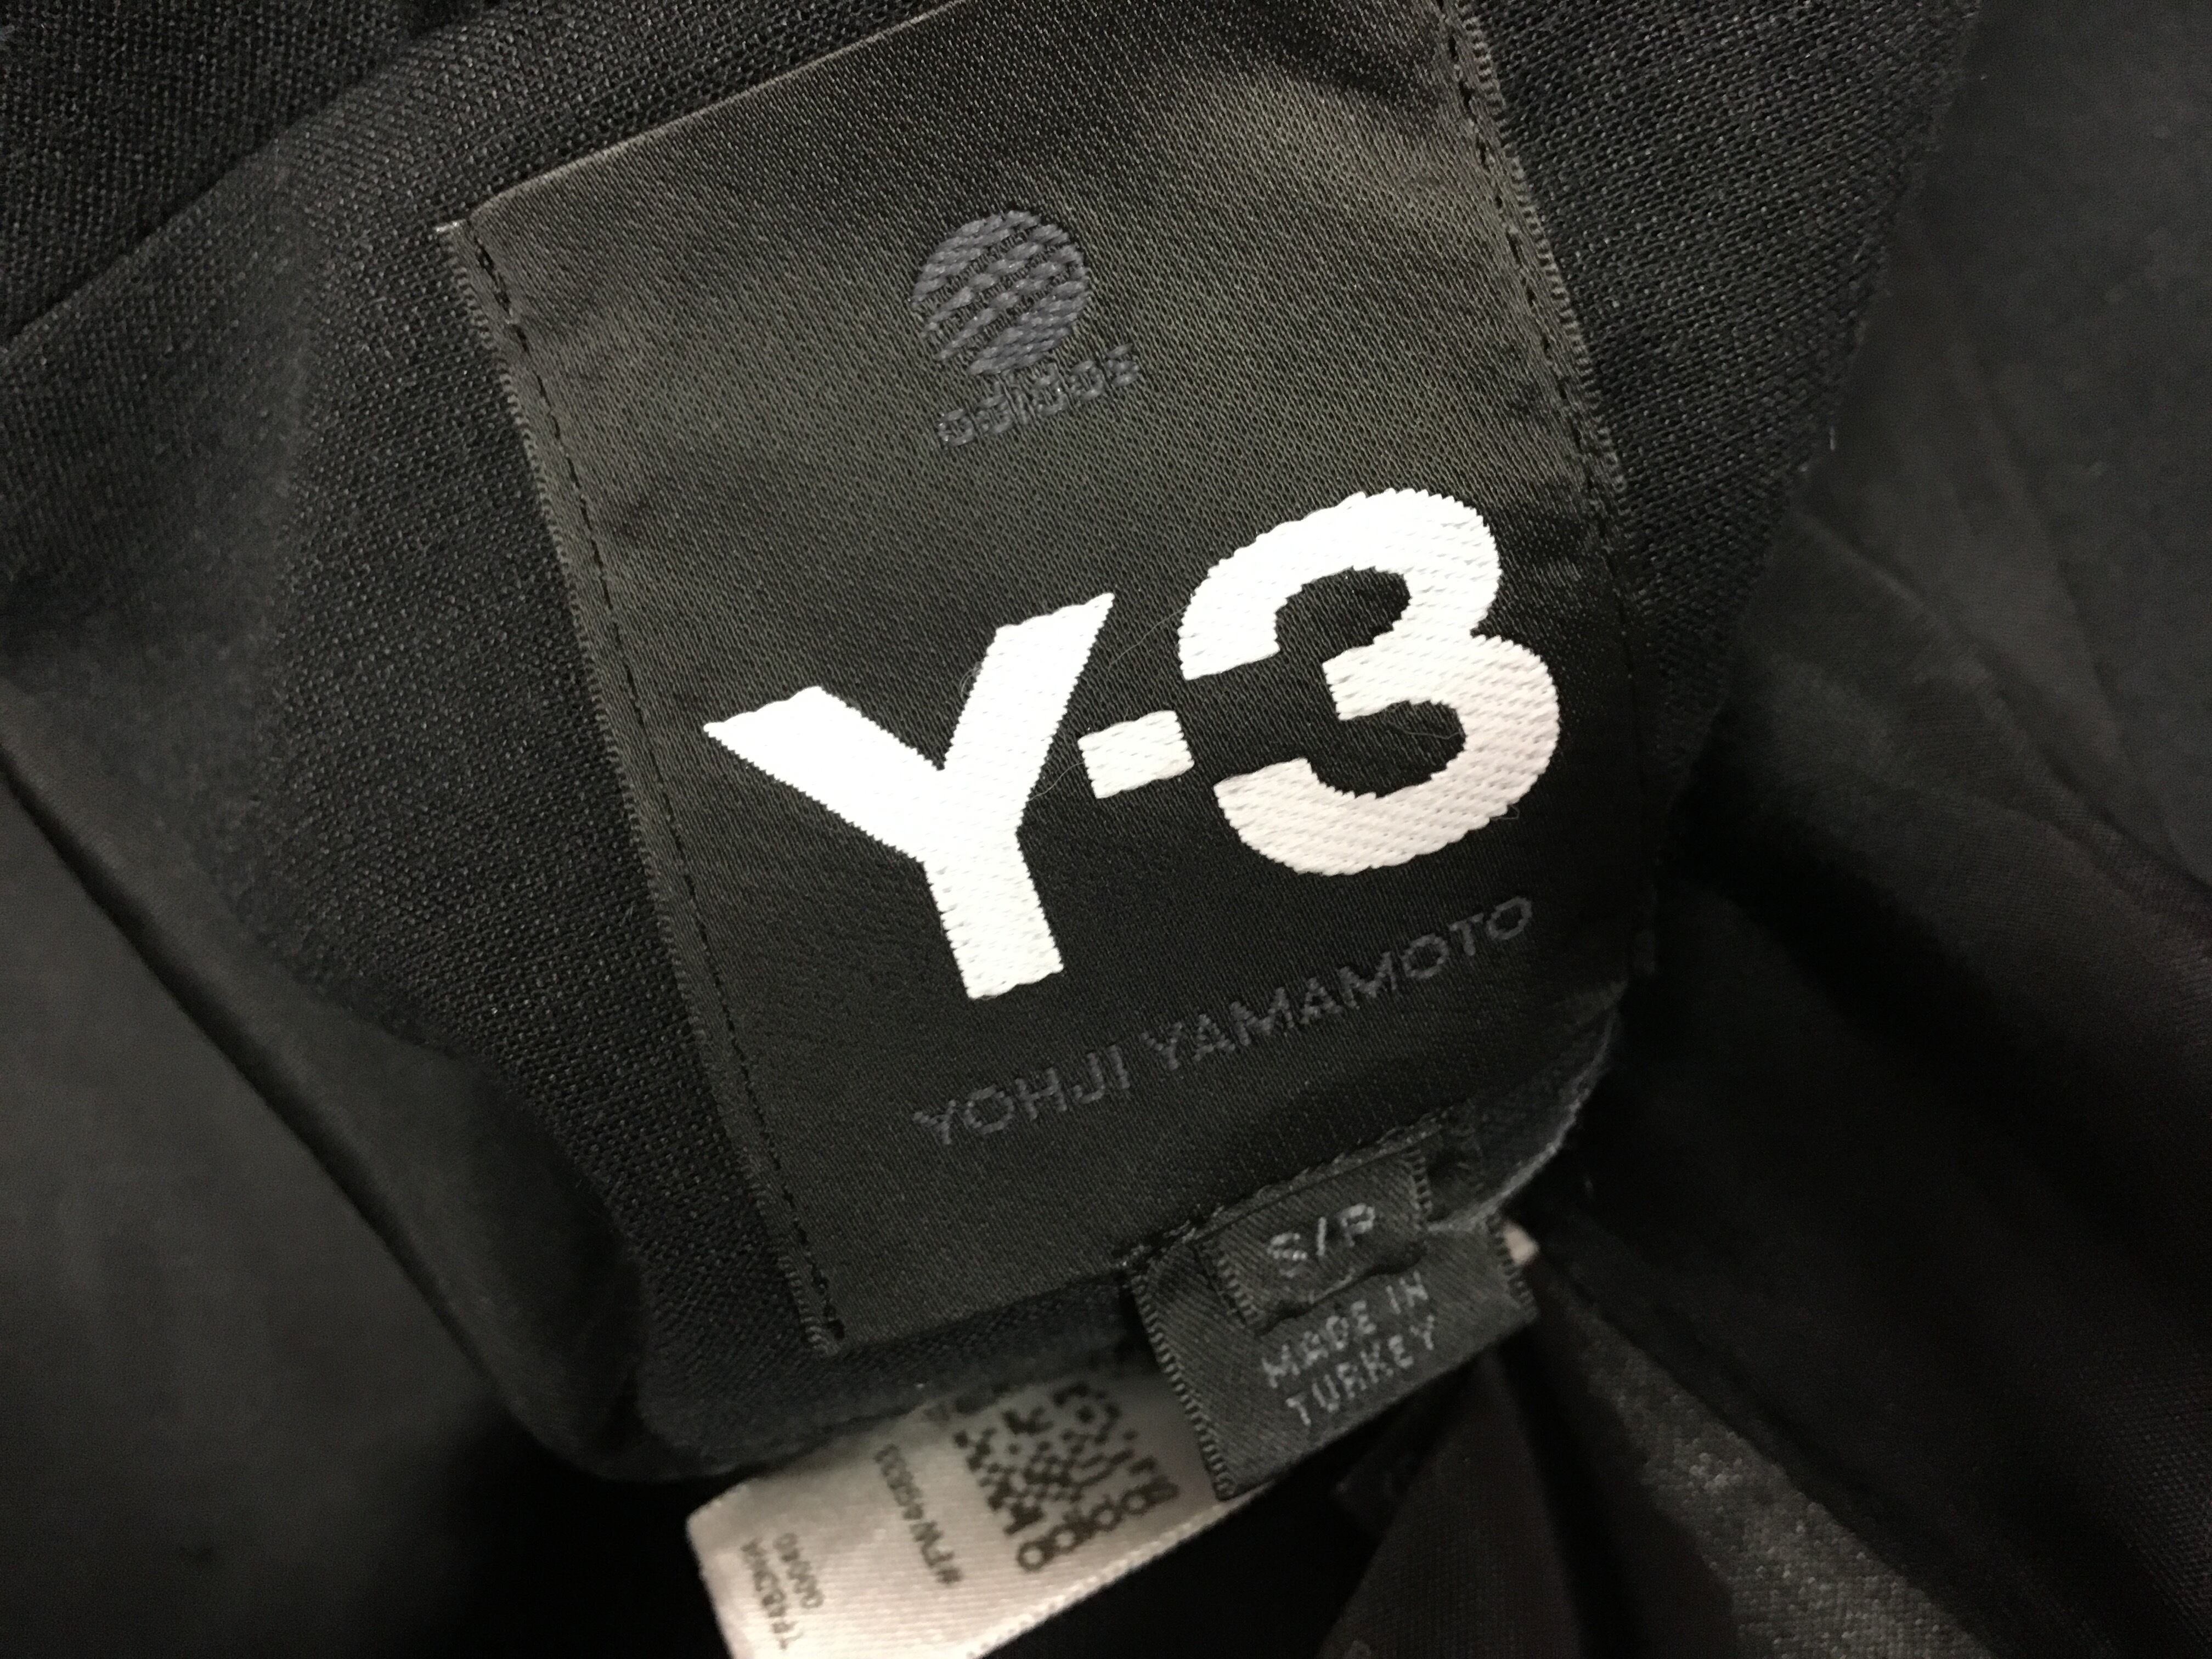 adidas
Y-3
YOHJI YAMAMOTO
S/P
MADE IN
TURKEY
adidas